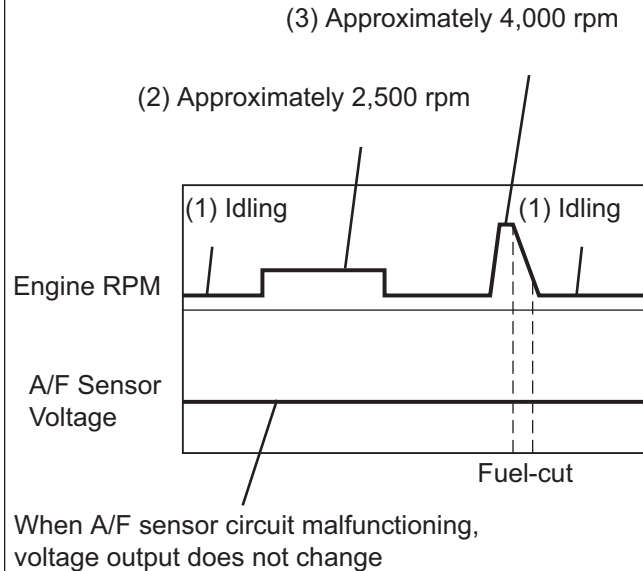 (3) Approximately 4,000 rpm
(2) Approximately 2,500 rpm
(1) Idling
(1) Idling
Engine RPM
A/F Sensor
Voltage
Fuel-cut
When A/F sensor circuit malfunctioning,
voltage output does not change